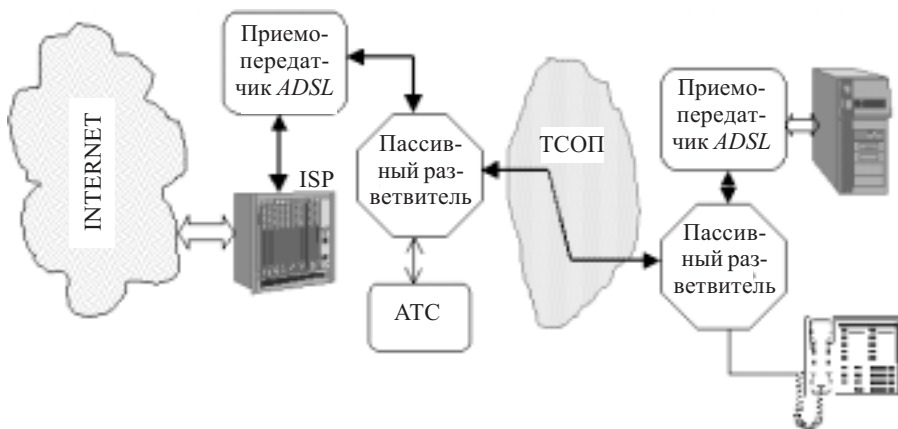 INTERNET
Приемо-
передат-
чик ADSL
ISP
Пассив-
ный раз-
ветвитель
АТС
ТСОП
Приемо-
передат-
чик ADSL
Пассив-
ный раз-
ветвитель